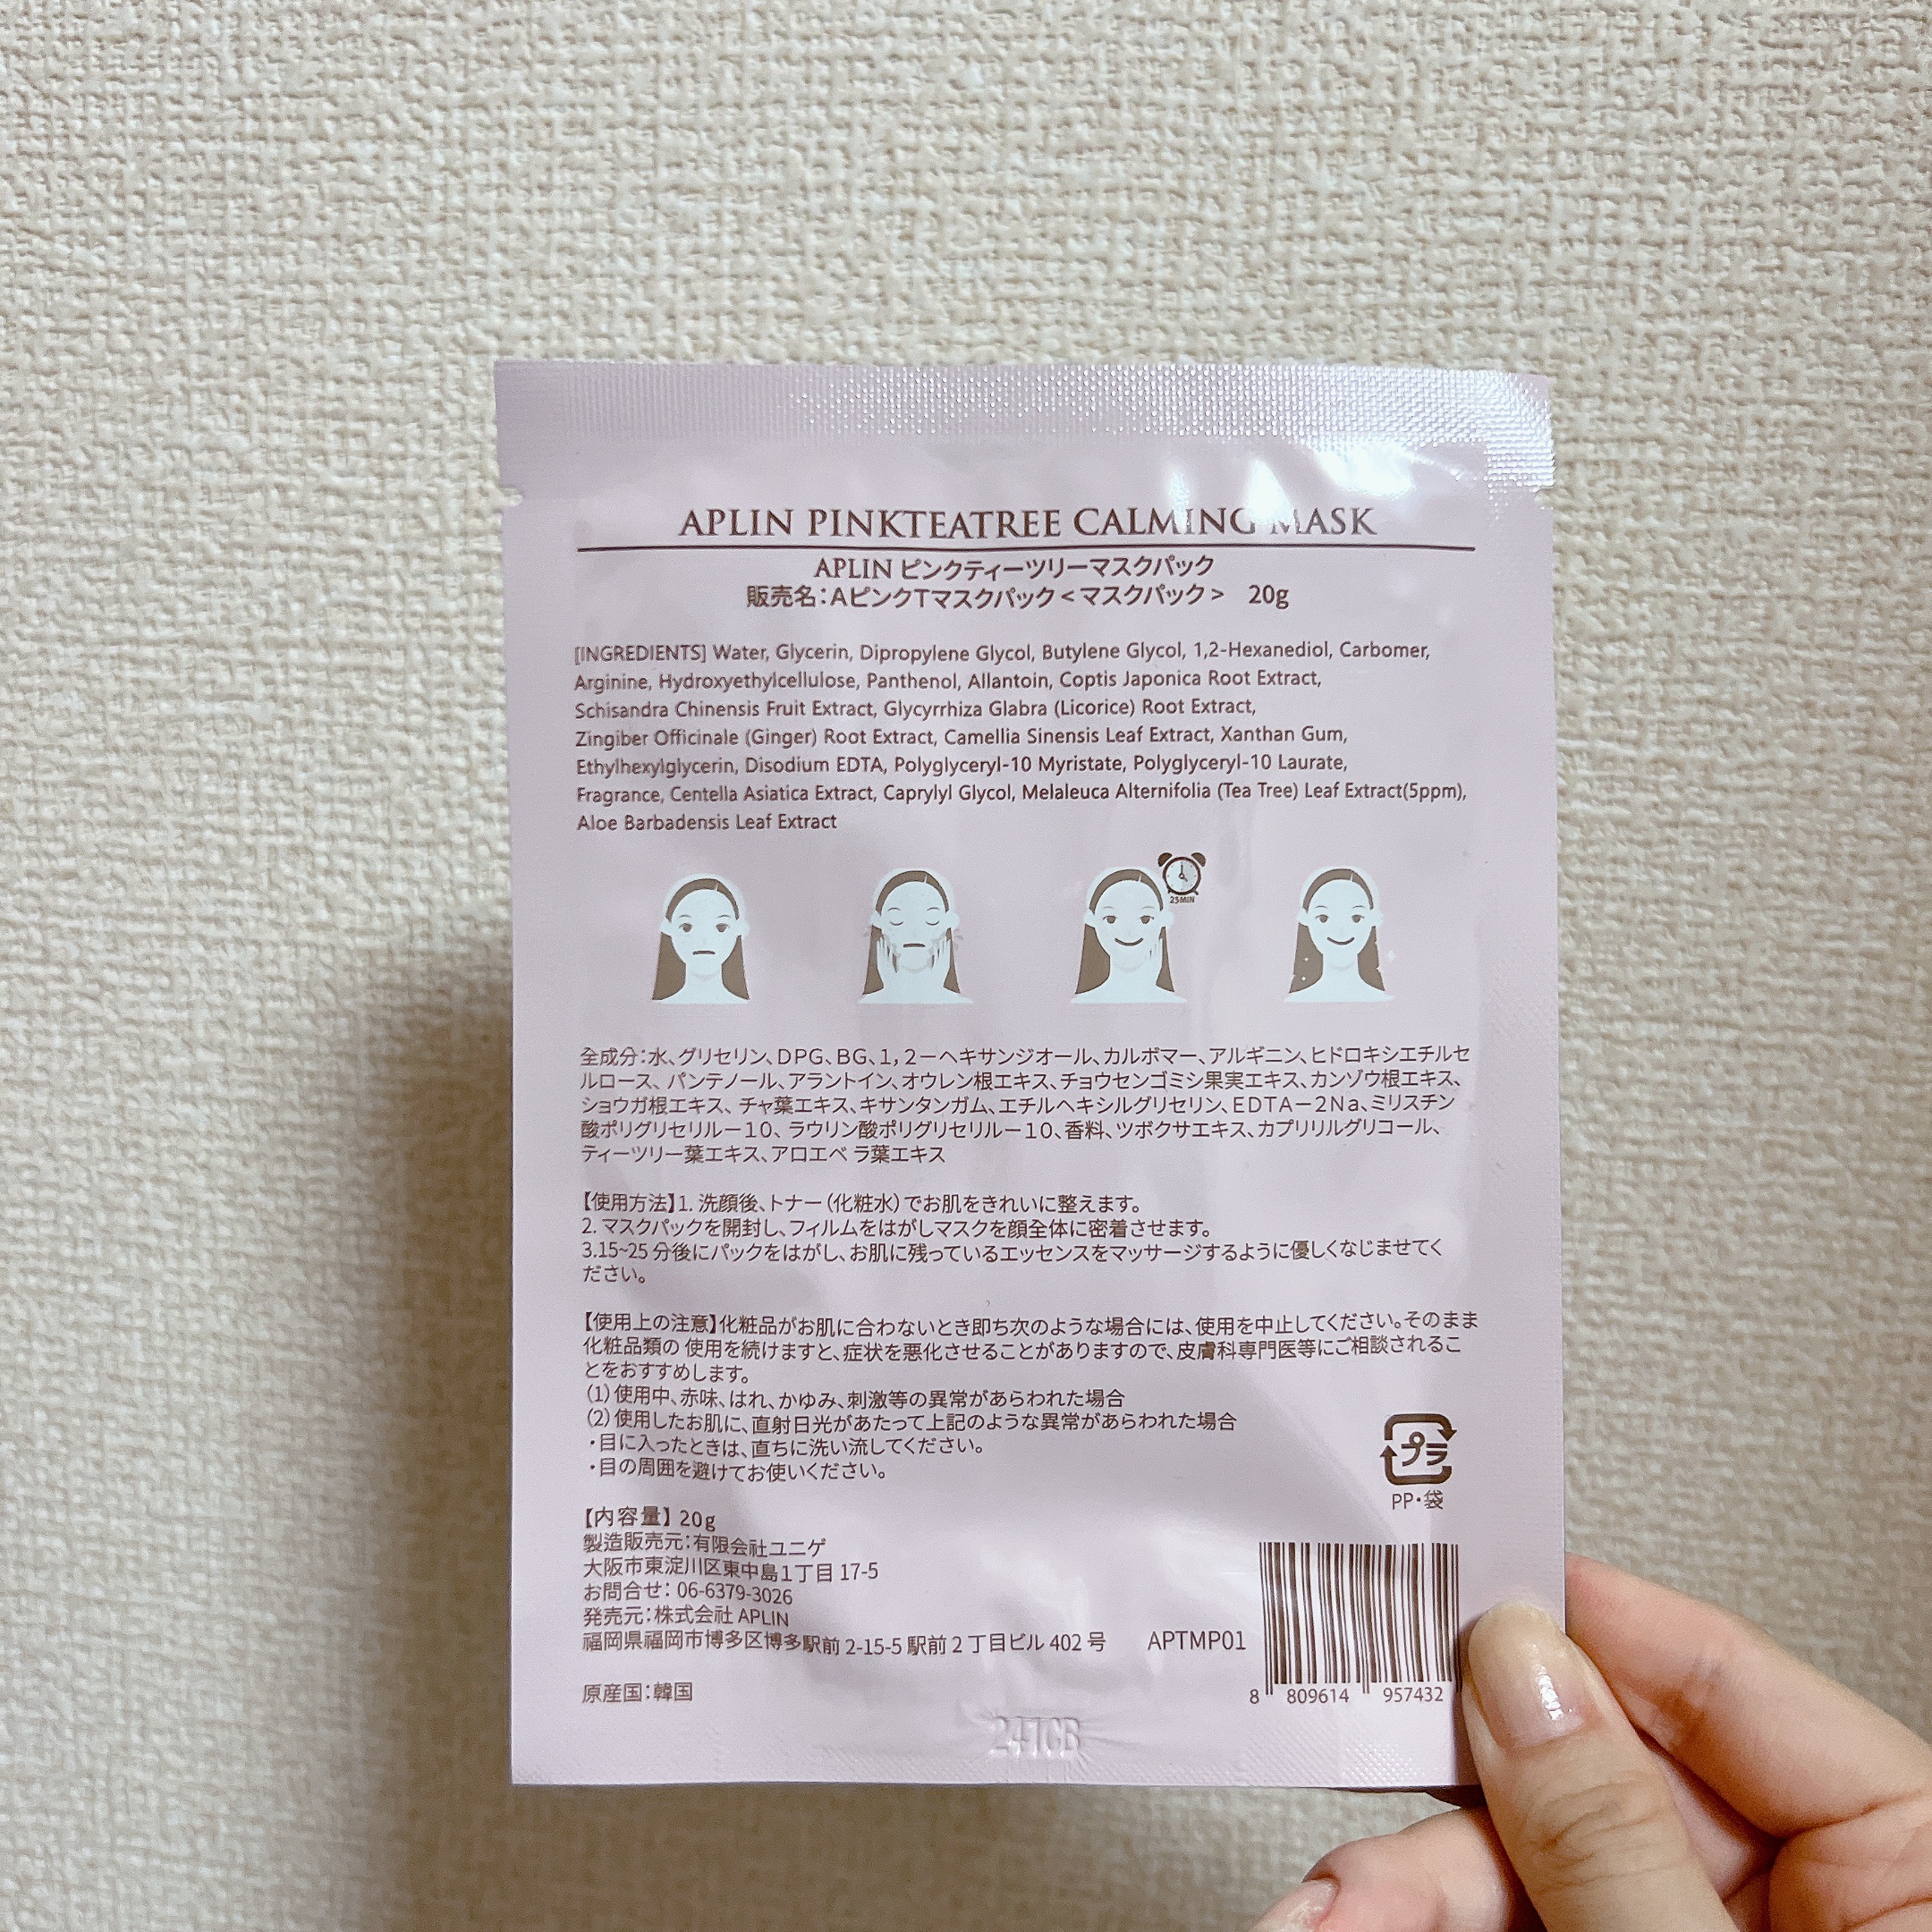 APLIN PINKTEATREE CALMING MASK
APLIN ピンクティーツリーマスクパック
販売名：AピンクTマスクパック＜マスクパック＞ 20g
[INGREDIENTS] Water, Glycerin, Dipropylene Glycol, Butylene Glycol, 1,2-Hexanediol, Carbomer,
Arginine, Hydroxyethylcellulose, Panthenol, Allantoin, Coptis Japonica Root Extract,
Schisandra Chinensis Fruit Extract, Glycyrrhiza Glabra (Licorice) Root Extract,
Zingiber Officinale (Ginger) Root Extract, Camellia Sinensis Leaf Extract, Xanthan Gum,
Ethylhexylglycerin, Disodium EDTA, Polyglyceryl-10 Myristate, Polyglyceryl-10 Laurate,
Fragrance, Centella Asiatica Extract, Caprylyl Glycol, Melaleuca Alternifolia (Tea Tree) Leaf Extract(5ppm),
Aloe Barbadensis Leaf Extract
25MIN
全成分：水、グリセリン、DPG、BG、1，2ーヘキサンジオール、カルボマー、アルギニン、ヒドロキシエチルセ
ルロース、パンテノール、アラントイン、オウレン根エキス、チョウセンゴミシ果実エキス、カンゾウ根エキス、
ショウガ根エキス、チャ葉エキス、キサンタンガム、エチルヘキシルグリセリン、EDTAー2Na、ミリスチン
酸ポリグリセリルー10、ラウリン酸ポリグリセリルー10、香料、ツボクサエキス、カプリリルグリコール、
ティーツリー葉エキス、アロエベ ラ葉エキス
【使用方法】1. 洗顔後、トナー（化粧水）でお肌をきれいに整えます。
2. マスクパックを開封し、フィルムをはがしマスクを顔全体に密着させます。
3.15~25 分後にパックをはがし、お肌に残っているエッセンスをマッサージするように優しくなじませてく
ださい。
【使用上の注意】化粧品がお肌に合わないとき即ち次のような場合には、使用を中止してください。そのまま
化粧品類の 使用を続けますと、症状を悪化させることがありますので、皮膚科専門医等にご相談されるこ
とをおすすめします。
（1）使用中、赤味、はれ、かゆみ、刺激等の異常があらわれた場合
（2）使用したお肌に、直射日光があたって上記のような異常があらわれた場合
・目に入ったときは、直ちに洗い流してください。
・目の周囲を避けてお使いください。
プラ
PP・袋
【内容量】 20g
製造販売元：有限会社ユニゲ
大阪市東淀川区東中島1丁目 17-5
お問合せ： 06-6379-3026
発売元：株式会社 APLIN
福岡県福岡市博多区博多駅前 2-15-5 駅前 2 丁目ビル 402 号 APTMP01
8 809614 957432
原産国：韓国